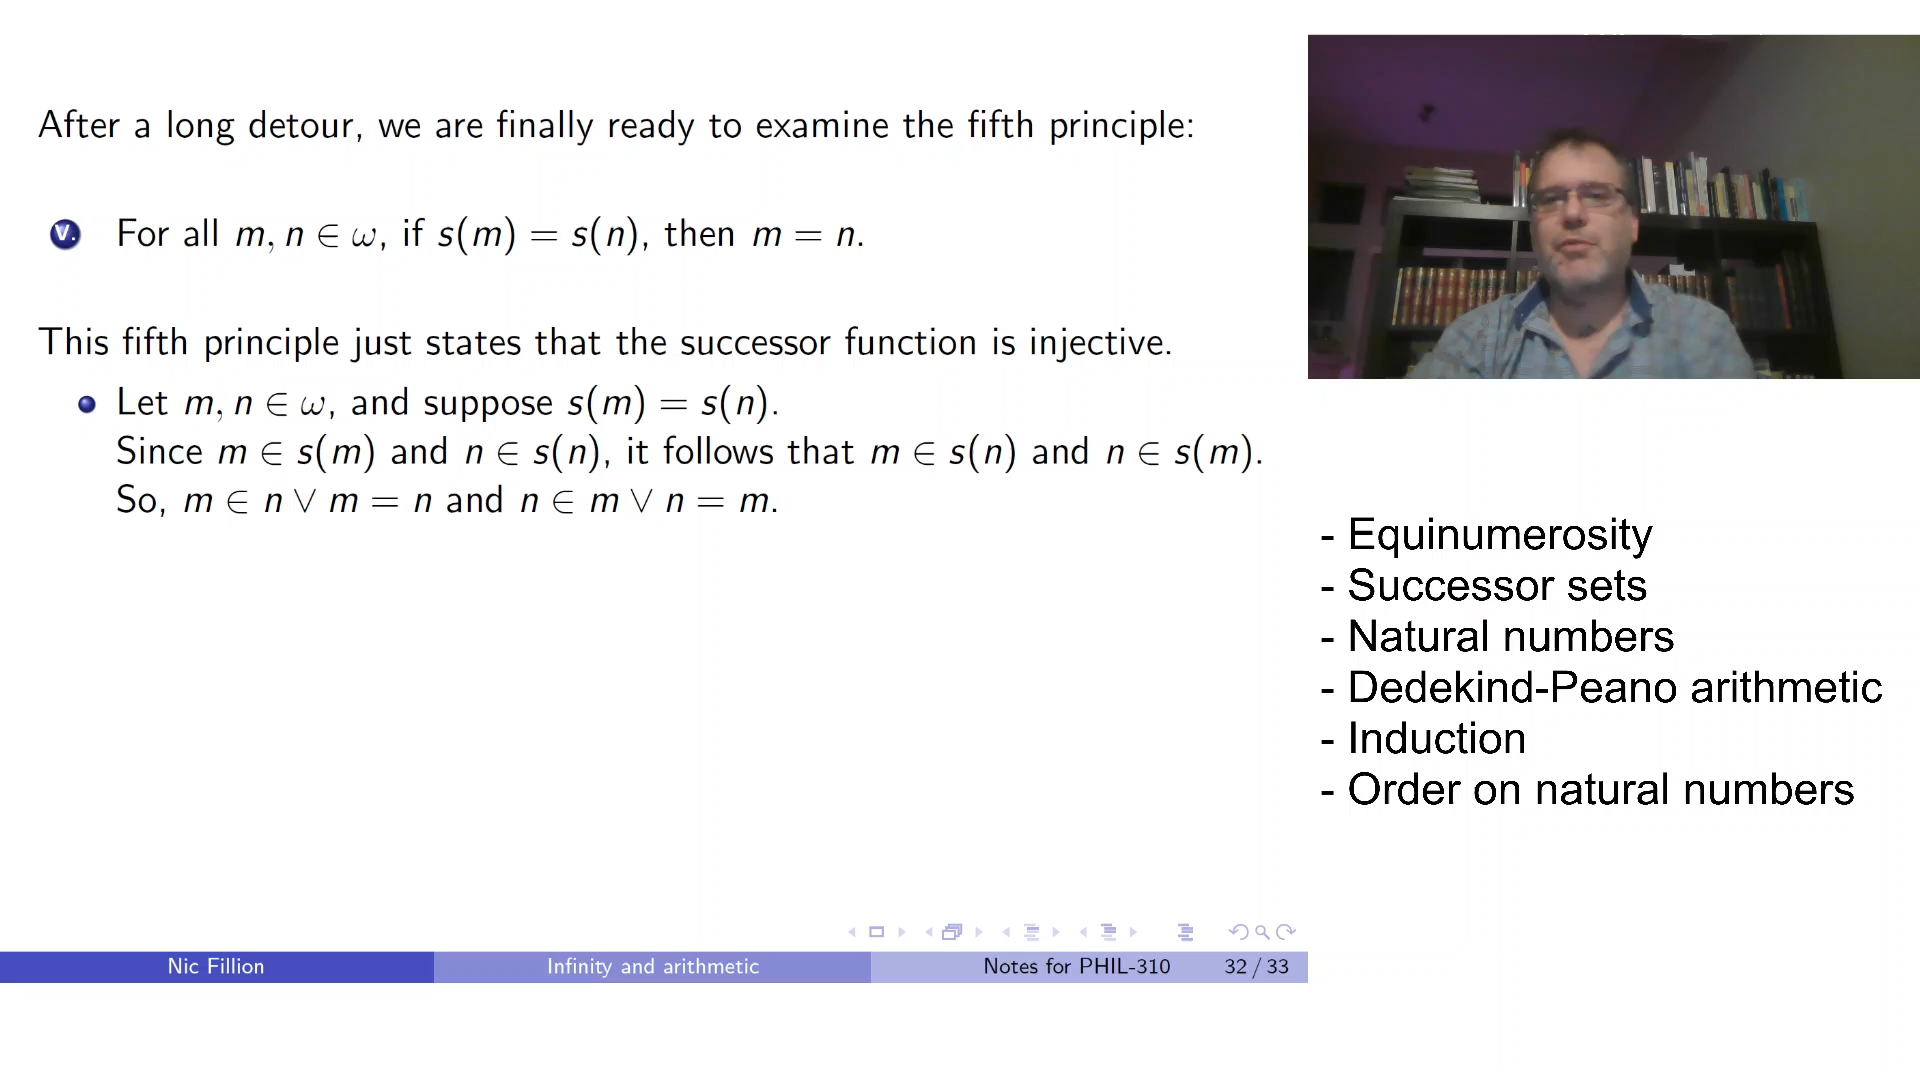 After a long detour, we are finally ready to examine the fifth principle:
V. For all m, n ∈ ω, if s(m) = s(n), then m = n.
This fifth principle just states that the successor function is injective.
Let m, n ∈ ω, and suppose s(m) = s(n).
Since m ∈ s(m) and n ∈ s(n), it follows that m ∈ s(n) and n ∈ s(m).
So, m ∈ n ∨ m = n and n ∈ m ∨ n = m.
- Equinumerosity
- Successor sets
- Natural numbers
- Dedekind-Peano arithmetic
- Induction
- Order on natural numbers
Nic Fillion Infinity and arithmetic Notes for PHIL-310 32 / 33